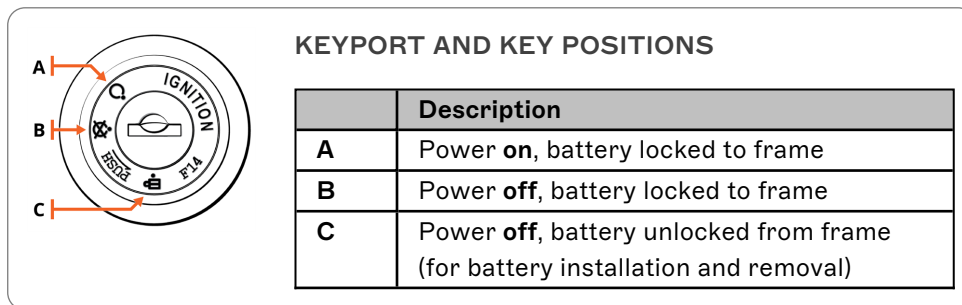 KEYPORT AND KEY POSITIONS
A
B
C
IGNITION
PUSH
F14
Description
A Power on, battery locked to frame
B Power off, battery locked to frame
C Power off, battery unlocked from frame
(for battery installation and removal)